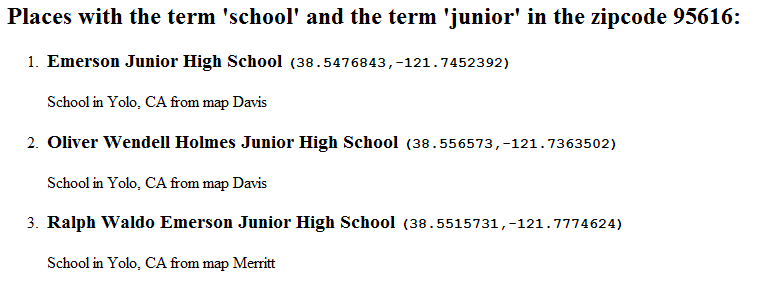 Places with the term 'school' and the term 'junior' in the zipcode 95616:
1. Emerson Junior High School (38.5476843,-121.7452392)
School in Yolo, CA from map Davis
2. Oliver Wendell Holmes Junior High School (38.556573,-121.7363502)
School in Yolo, CA from map Davis
3. Ralph Waldo Emerson Junior High School (38.5515731,-121.7774624)
School in Yolo, CA from map Merritt